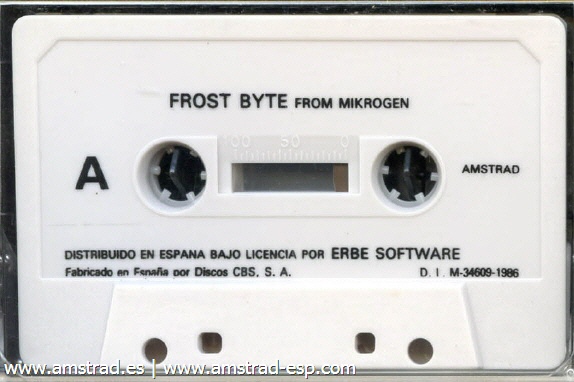 FROST BYTE FROM MIKROGEN
00 50 0
A
AMSTRAD
DISTRIBUIDO EN ESPANA BAJO LICENCIA POR ERBE SOFTWARE
Fabricado en España por Discos CBS, S. A. D. L. M-34609-1986
www.amstrad.es | www.amstrad-esp.com